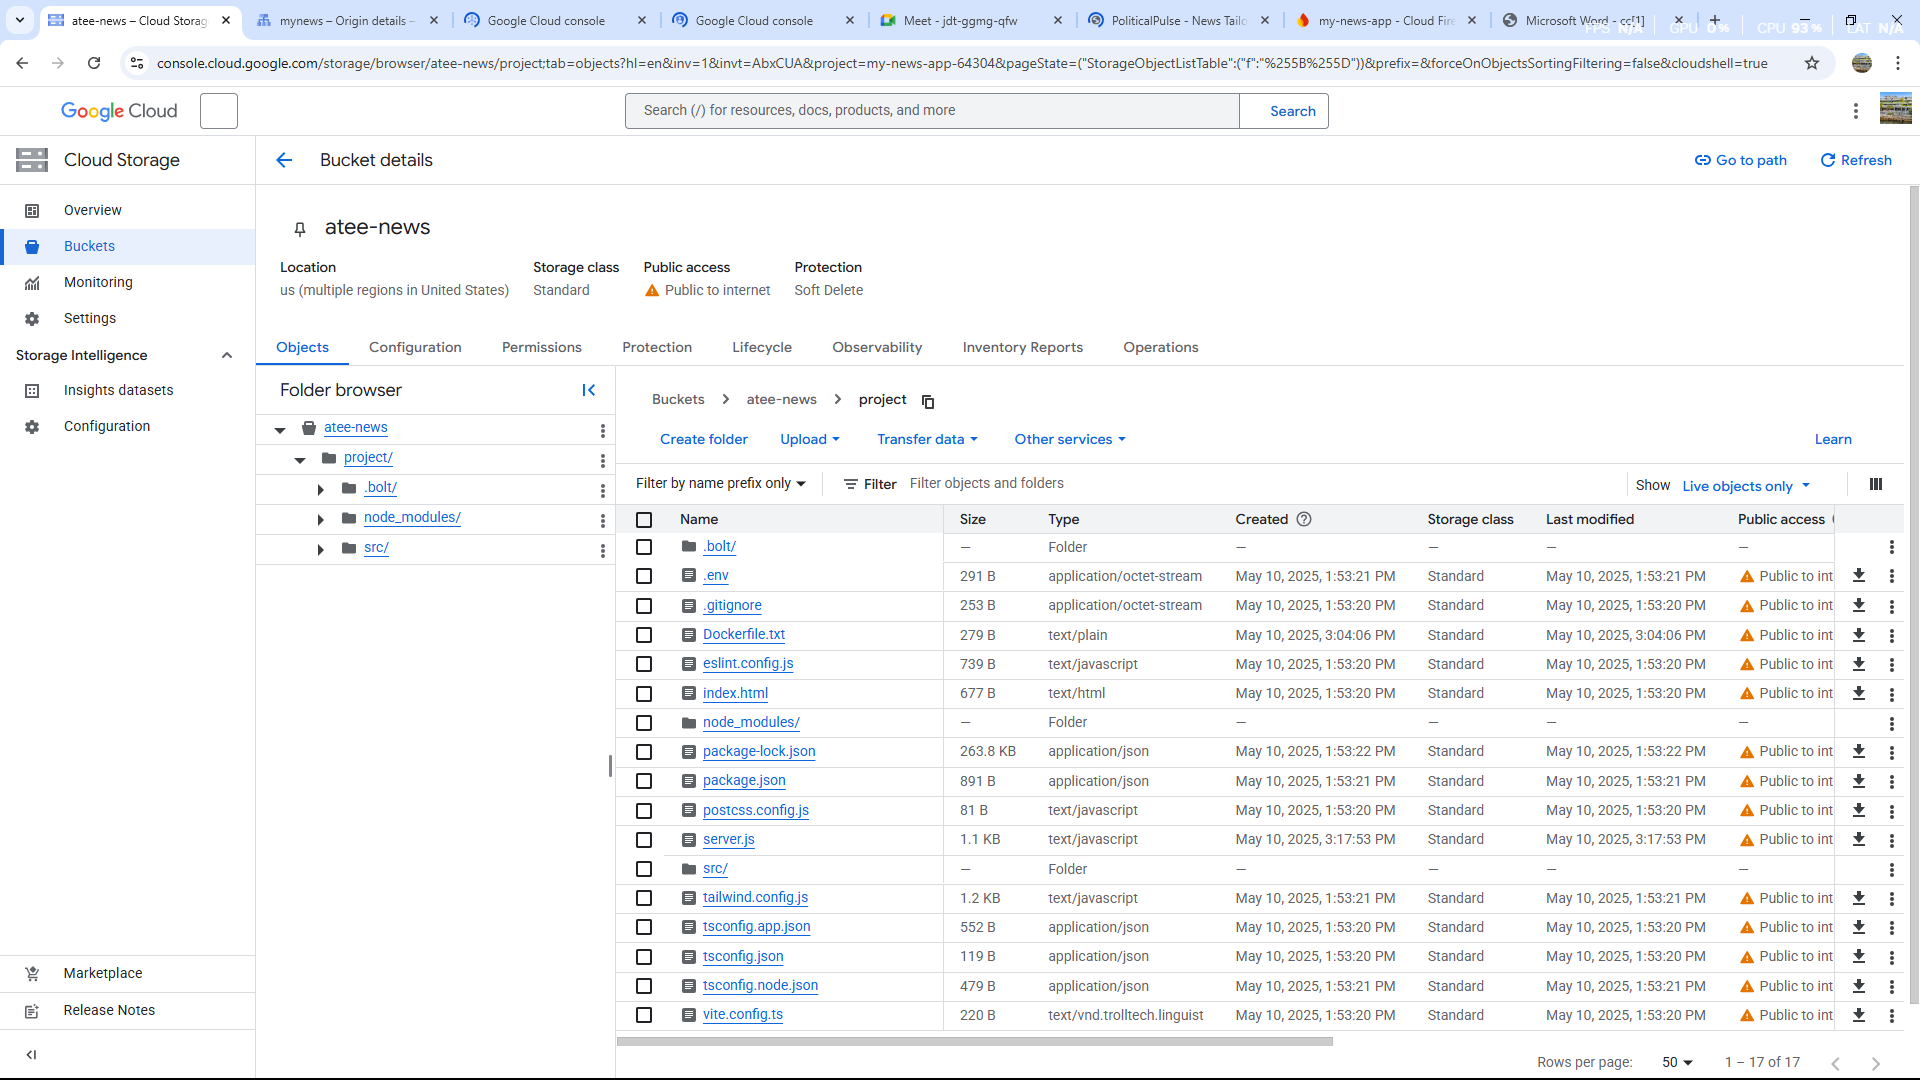 atee-news – Cloud Storag
mynews – Origin details –
Google Cloud console
Google Cloud console
Meet - jdt-ggmg-qfw
PoliticalPulse - News Tailo
my-news-app - Cloud Fire
Microsoft Word - cc[1]
FPS N/A GPU 0% CPU 93% LAT N/A
console.cloud.google.com/storage/browser/atee-news/project;tab=objects?hl=en&inv=1&invt=AbxCUA&project=my-news-app-64304&pageState=("StorageObjectListTable":("f":"%255B%255D"))&prefix=&forceOnObjectsSortingFiltering=false&cloudshell=true
Google Cloud
Search (/) for resources, docs, products, and more
Search
Cloud Storage
Bucket details
Go to path
Refresh
Overview
Buckets
Monitoring
Settings
Storage Intelligence
Insights datasets
Configuration
Marketplace
Release Notes
atee-news
Location Storage class Public access Protection
us (multiple regions in United States) Standard Public to internet Soft Delete
Objects Configuration Permissions Protection Lifecycle Observability Inventory Reports Operations
Folder browser
atee-news
project/
.bolt/
node_modules/
src/
Buckets atee-news project
Create folder Upload Transfer data Other services Learn
Filter by name prefix only Filter Filter objects and folders Show Live objects only
Name Size Type Created Storage class Last modified Public access
.bolt/ — Folder — — — —
.env 291 B application/octet-stream May 10, 2025, 1:53:21 PM Standard May 10, 2025, 1:53:21 PM Public to int
.gitignore 253 B application/octet-stream May 10, 2025, 1:53:20 PM Standard May 10, 2025, 1:53:20 PM Public to int
Dockerfile.txt 279 B text/plain May 10, 2025, 3:04:06 PM Standard May 10, 2025, 3:04:06 PM Public to int
eslint.config.js 739 B text/javascript May 10, 2025, 1:53:20 PM Standard May 10, 2025, 1:53:20 PM Public to int
index.html 677 B text/html May 10, 2025, 1:53:20 PM Standard May 10, 2025, 1:53:20 PM Public to int
node_modules/ — Folder — — — —
package-lock.json 263.8 KB application/json May 10, 2025, 1:53:22 PM Standard May 10, 2025, 1:53:22 PM Public to int
package.json 891 B application/json May 10, 2025, 1:53:21 PM Standard May 10, 2025, 1:53:21 PM Public to int
postcss.config.js 81 B text/javascript May 10, 2025, 1:53:20 PM Standard May 10, 2025, 1:53:20 PM Public to int
server.js 1.1 KB text/javascript May 10, 2025, 3:17:53 PM Standard May 10, 2025, 3:17:53 PM Public to int
src/ — Folder — — — —
tailwind.config.js 1.2 KB text/javascript May 10, 2025, 1:53:21 PM Standard May 10, 2025, 1:53:21 PM Public to int
tsconfig.app.json 552 B application/json May 10, 2025, 1:53:21 PM Standard May 10, 2025, 1:53:21 PM Public to int
tsconfig.json 119 B application/json May 10, 2025, 1:53:20 PM Standard May 10, 2025, 1:53:20 PM Public to int
tsconfig.node.json 479 B application/json May 10, 2025, 1:53:21 PM Standard May 10, 2025, 1:53:21 PM Public to int
vite.config.ts 220 B text/vnd.trolltech.linguist May 10, 2025, 1:53:20 PM Standard May 10, 2025, 1:53:20 PM Public to int
Rows per page: 50 1 – 17 of 17